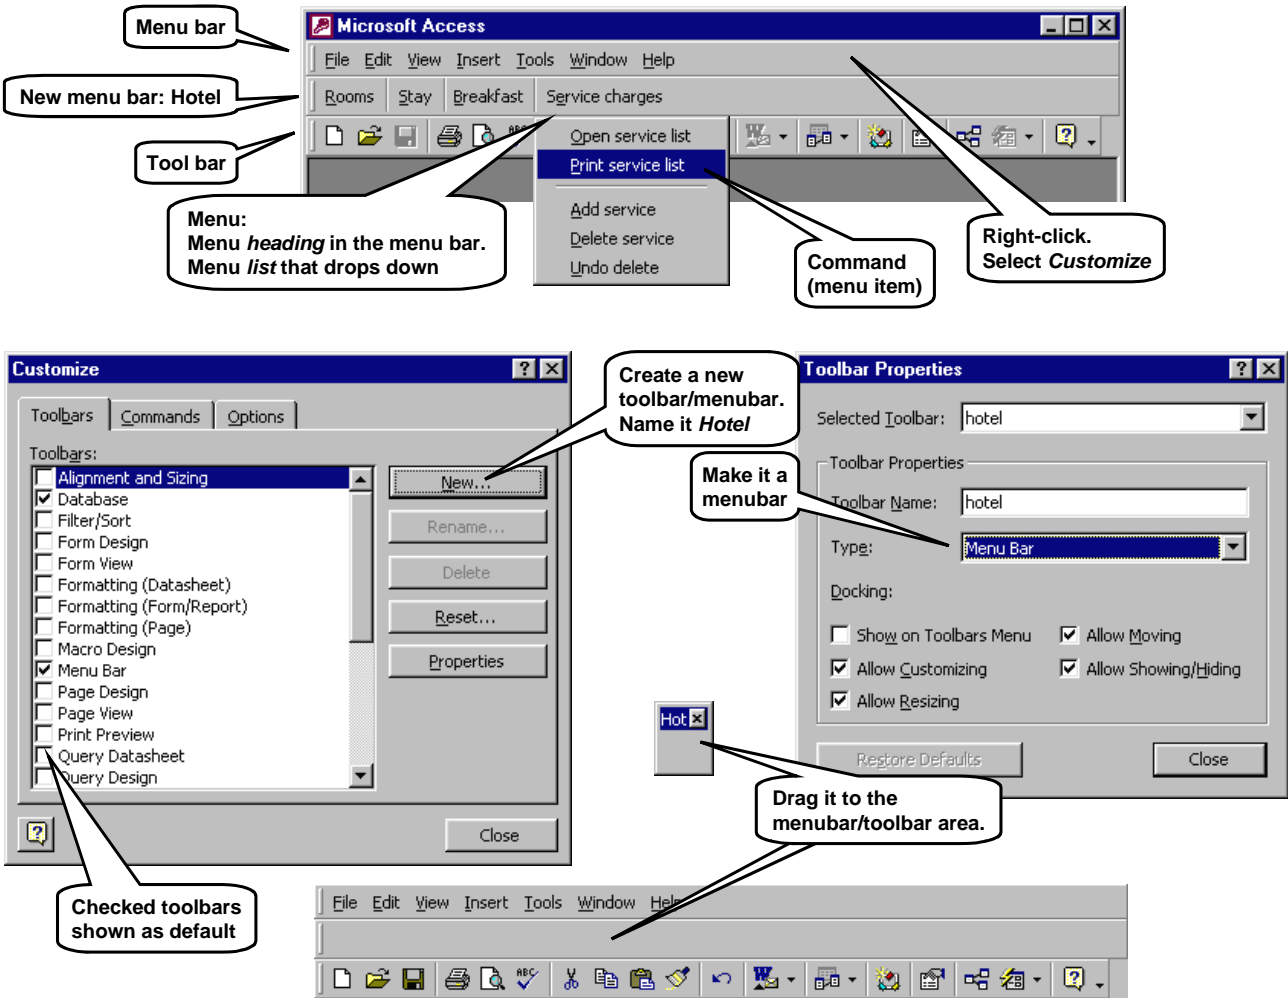 Menu bar
Microsoft Access
File Edit View Insert Tools Window Help
New menu bar: Hotel
Rooms Stay Breakfast Service charges
Tool bar
Open service list
Print service list
Add service
Delete service
Undo delete
Menu:
Menu heading in the menu bar.
Menu list that drops down
Command
(menu item)
Right-click.
Select Customize
Customize
Toolbars Commands Options
Toolbars:
Alignment and Sizing
Database
Filter/Sort
Form Design
Form View
Formatting (Datasheet)
Formatting (Form/Report)
Formatting (Page)
Macro Design
Menu Bar
Page Design
Page View
Print Preview
Query Datasheet
Query Design
New...
Rename...
Delete
Reset...
Properties
Close
Create a new
toolbar/menubar.
Name it Hotel
Toolbar Properties
Selected Toolbar: hotel
Toolbar Properties
Toolbar Name: hotel
Type: Menu Bar
Docking:
Show on Toolbars Menu
Allow Moving
Allow Customizing
Allow Showing/Hiding
Allow Resizing
Restore Defaults
Close
Make it a
menubar
Hot
Drag it to the
menubar/toolbar area.
Checked toolbars
shown as default
File Edit View Insert Tools Window Help
ABC